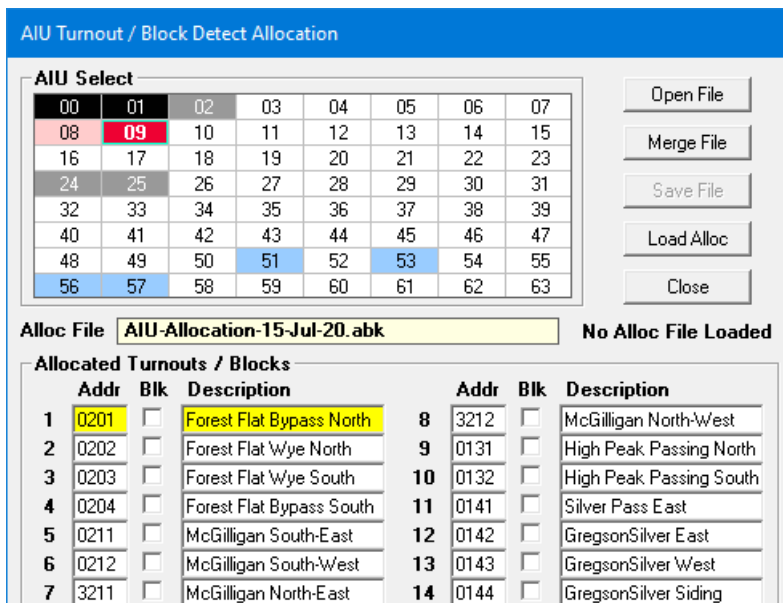 AIU Turnout / Block Detect Allocation
AIU Select
00 01 02 03 04 05 06 07
08 09 10 11 12 13 14 15
16 17 18 19 20 21 22 23
24 25 26 27 28 29 30 31
32 33 34 35 36 37 38 39
40 41 42 43 44 45 46 47
48 49 50 51 52 53 54 55
56 57 58 59 60 61 62 63
Open File
Merge File
Save File
Load Alloc
Close
Alloc File AIU-Allocation-15-Jul-20.abk No Alloc File Loaded
Allocated Turnouts / Blocks
Addr Blk Description Addr Blk Description
1 0201 Forest Flat Bypass North 8 3212 McGilligan North-West
2 0202 Forest Flat Wye North 9 0131 High Peak Passing North
3 0203 Forest Flat Wye South 10 0132 High Peak Passing South
4 0204 Forest Flat Bypass South 11 0141 Silver Pass East
5 0211 McGilligan South-East 12 0142 GregsonSilver East
6 0212 McGilligan South-West 13 0143 GregsonSilver West
7 3211 McGilligan North-East 14 0144 GregsonSilver Siding